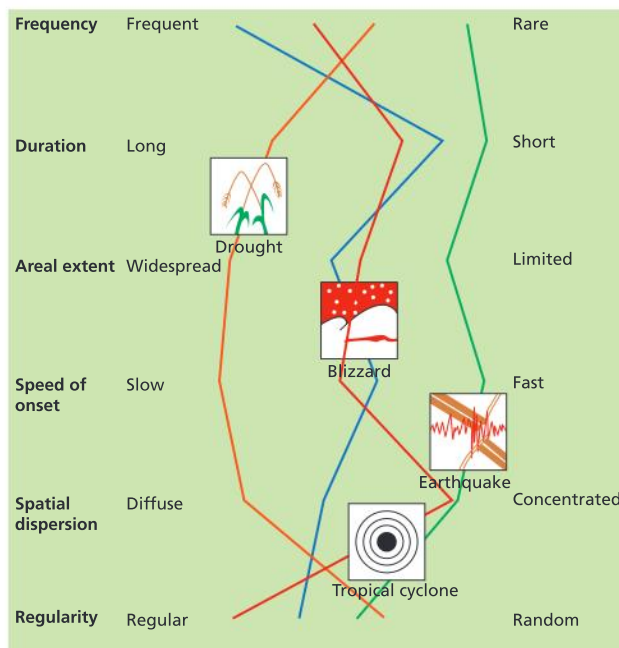 Frequency Frequent Rare
Duration Long Short
Drought
Areal extent Widespread Limited
Blizzard
Speed of Slow Fast
onset
Earthquake
Spatial Diffuse Concentrated
dispersion
Tropical cyclone
Regularity Regular Random